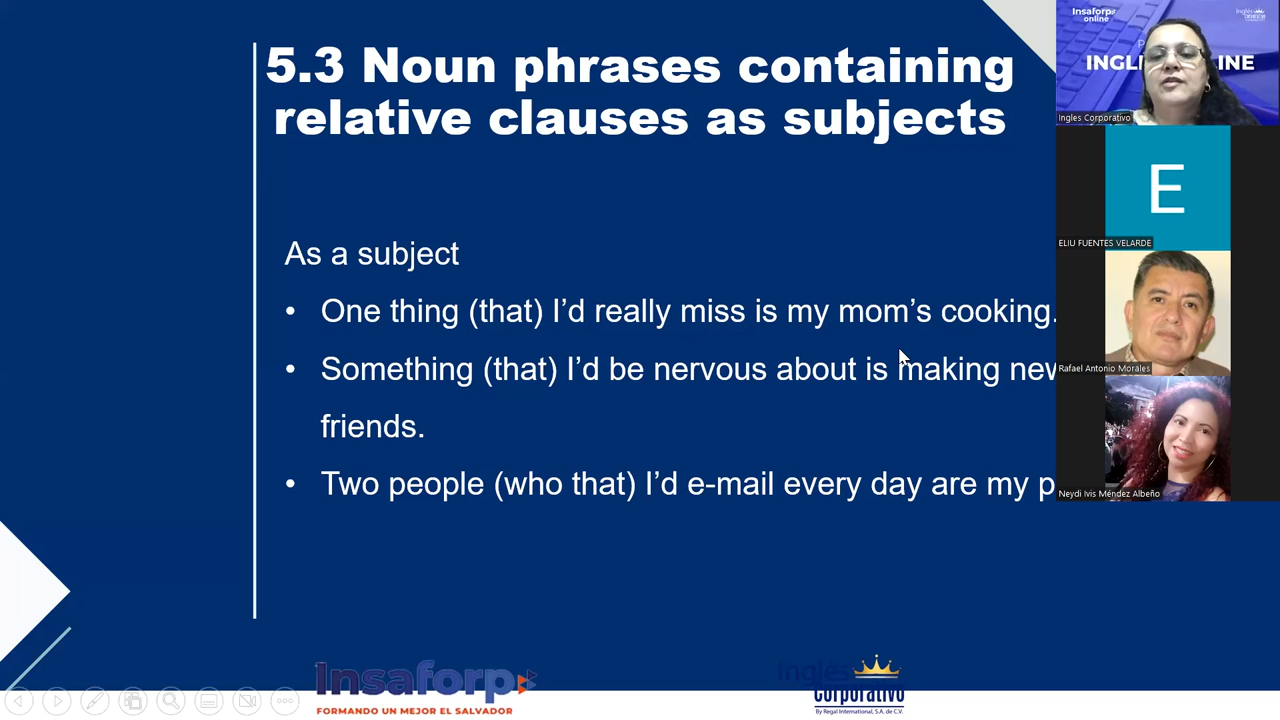 5.3 Noun phrases containing
relative clauses as subjects
As a subject
• One thing (that) I’d really miss is my mom’s cooking.
• Something (that) I’d be nervous about is making new
friends.
• Two people (who that) I’d e-mail every day are my p
Insaforp
FORMANDO UN MEJOR EL SALVADOR
Inglés
corporativo
By Regal International, S.A. de C.V.
Insaforp
online
INGL INE
Ingles Corporativo
E
ELIU FUENTES VELARDE
Rafael Antonio Morales
Neydi Ivis Méndez Albeño